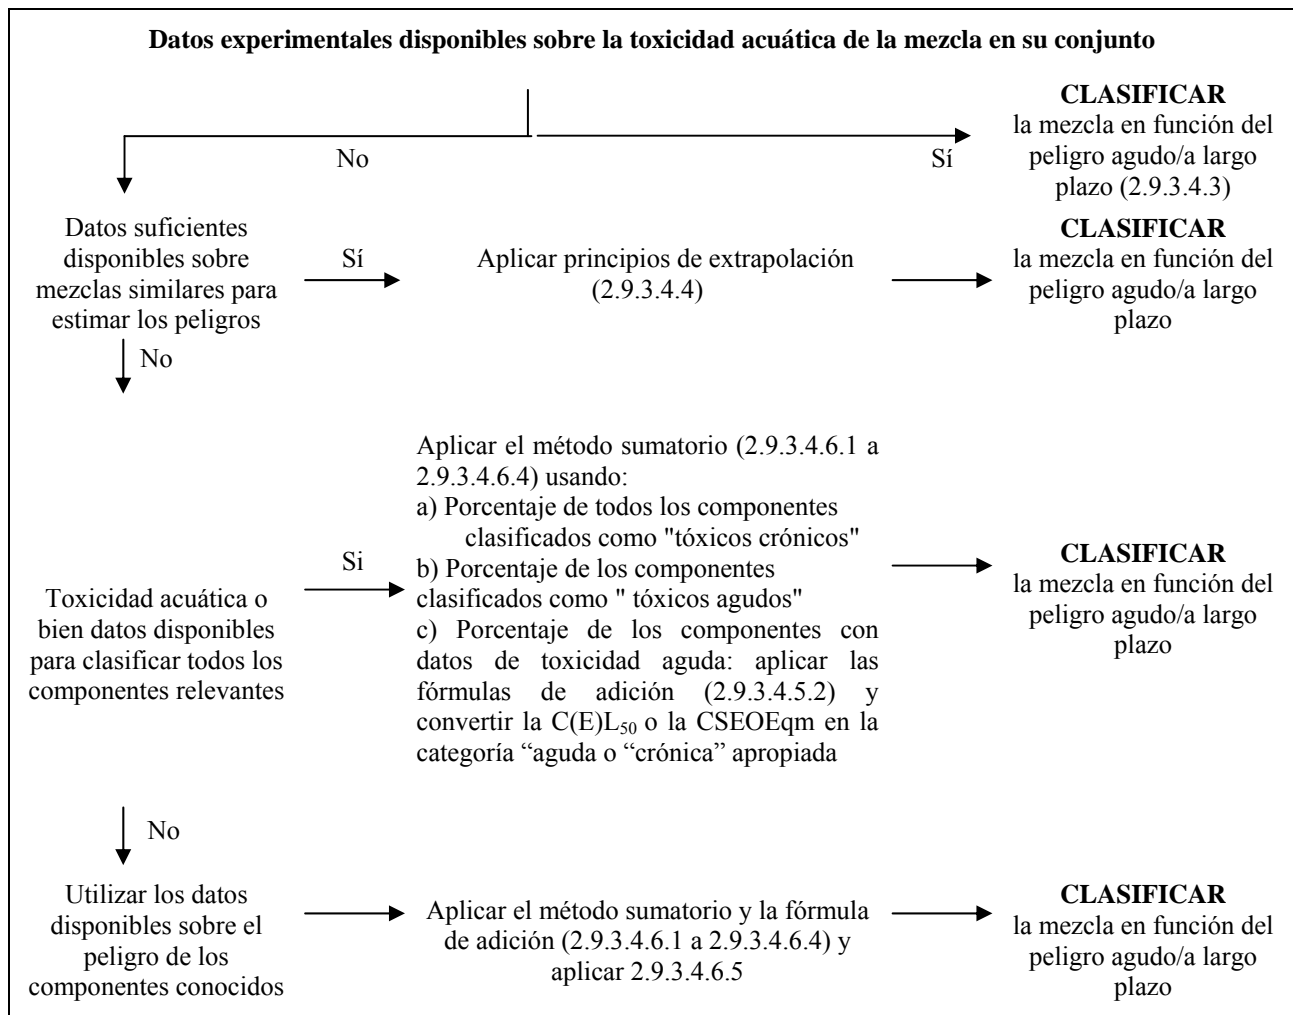 Datos experimentales disponibles sobre la toxicidad acuática de la mezcla en su conjunto
No
Sí
CLASIFICAR
la mezcla en función del
peligro agudo/a largo
plazo (2.9.3.4.3)
Datos suficientes
disponibles sobre
mezclas similares para
estimar los peligros
Sí
Aplicar principios de extrapolación
(2.9.3.4.4)
CLASIFICAR
la mezcla en función del
peligro agudo/a largo
plazo
No
Toxicidad acuática o
bien datos disponibles
para clasificar todos los
componentes relevantes
Si
Aplicar el método sumatorio (2.9.3.4.6.1 a
2.9.3.4.6.4) usando:
a) Porcentaje de todos los componentes
clasificados como "tóxicos crónicos"
b) Porcentaje de los componentes
clasificados como " tóxicos agudos"
c) Porcentaje de los componentes con
datos de toxicidad aguda: aplicar las
fórmulas de adición (2.9.3.4.5.2) y
convertir la C(E)L50 o la CSEOEqm en la
categoría “aguda o “crónica” apropiada
CLASIFICAR
la mezcla en función del
peligro agudo/a largo
plazo
No
Utilizar los datos
disponibles sobre el
peligro de los
componentes conocidos
Aplicar el método sumatorio y la fórmula
de adición (2.9.3.4.6.1 a 2.9.3.4.6.4) y
aplicar 2.9.3.4.6.5
CLASIFICAR
la mezcla en función del
peligro agudo/a largo
plazo